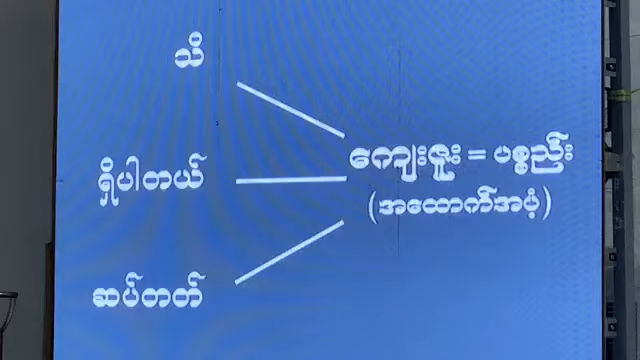 သိ
ရှိပါတယ်
ဆပ်တတ်
ကျေးဇူး = ပစ္စည်း
(အထောက်အပံ့)